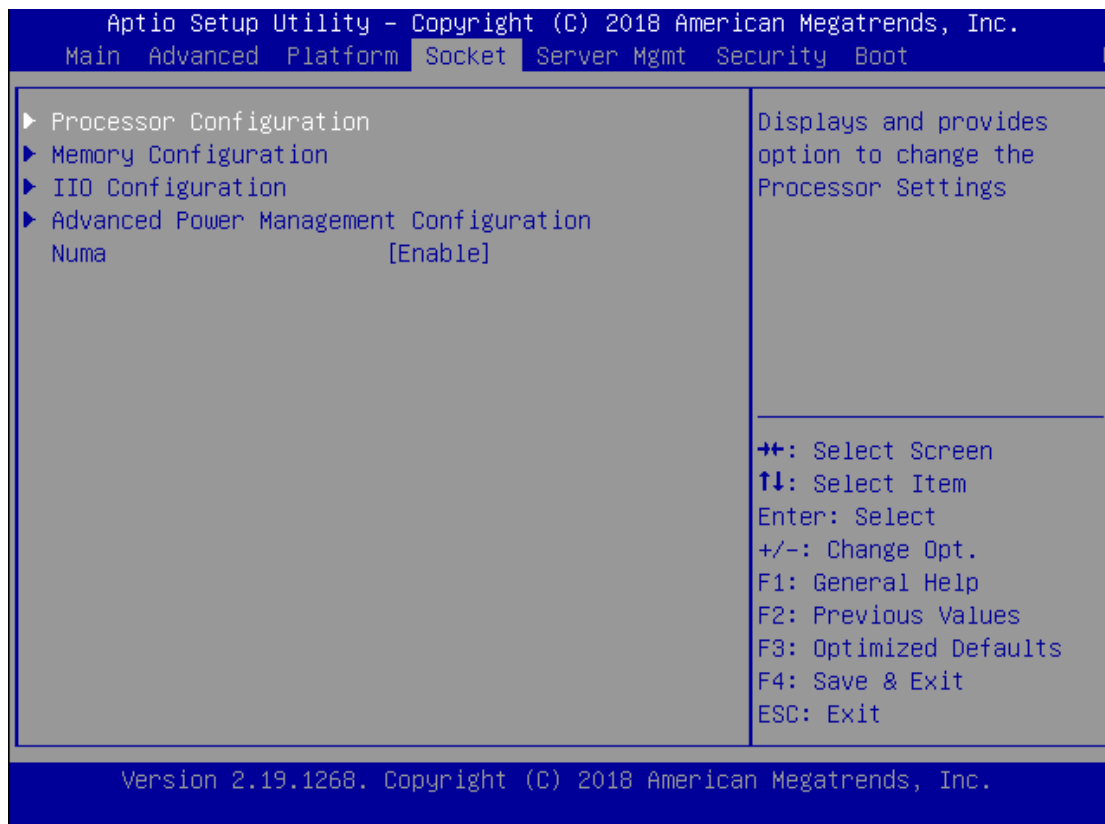 Aptio Setup Utility – Copyright (C) 2018 American Megatrends, Inc.
Main Advanced Platform Socket Server Mgmt Security Boot
Processor Configuration
Memory Configuration
IIO Configuration
Advanced Power Management Configuration
Numa [Enable]
Displays and provides
option to change the
Processor Settings
→←: Select Screen
↑↓: Select Item
Enter: Select
+/-: Change Opt.
F1: General Help
F2: Previous Values
F3: Optimized Defaults
F4: Save & Exit
ESC: Exit
Version 2.19.1268. Copyright (C) 2018 American Megatrends, Inc.